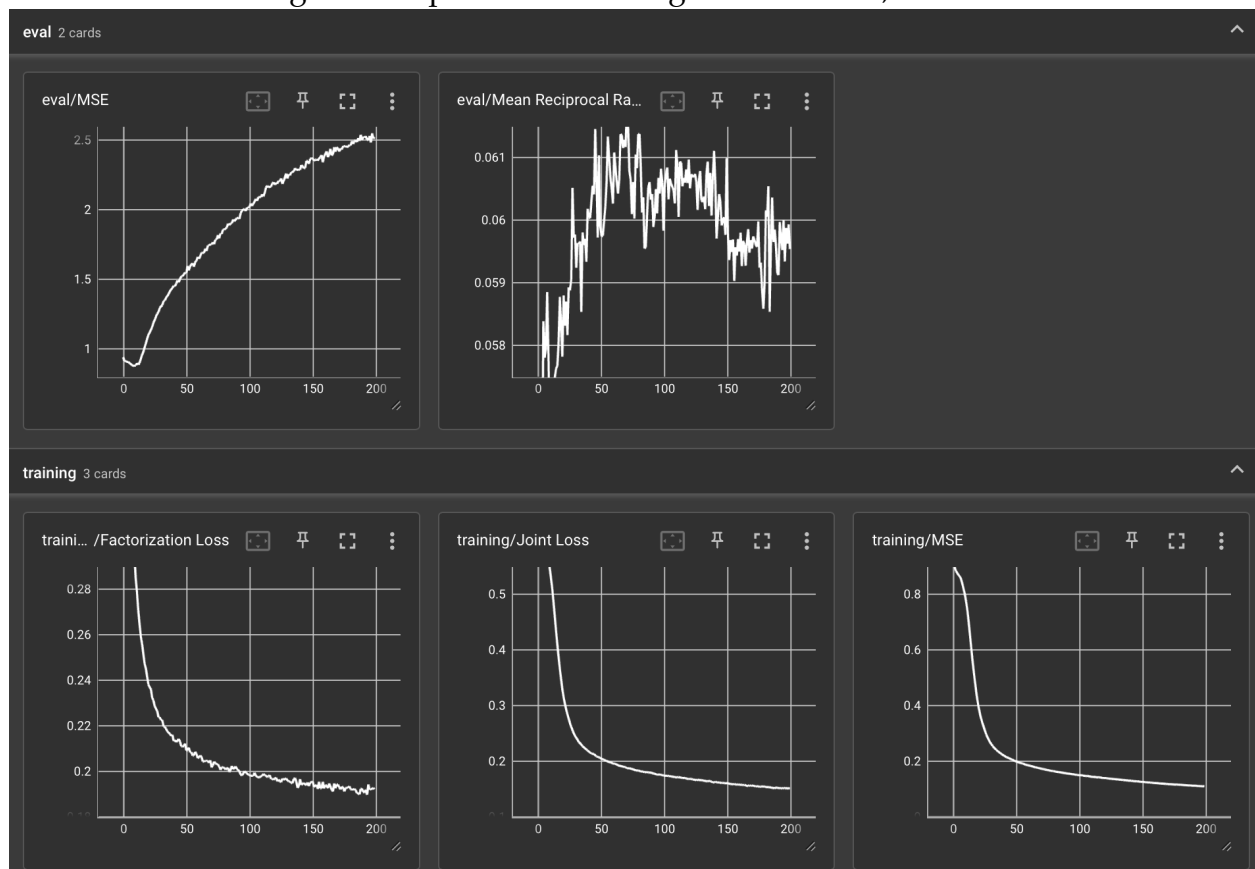 eval 2 cards
eval/MSE
2.5
2
1.5
1
0 50 100 150 200
eval/Mean Reciprocal Ra...
0.061
0.06
0.059
0.058
0 50 100 150 200
training 3 cards
traini... /Factorization Loss
0.28
0.26
0.24
0.22
0.2
0 50 100 150 200
training/Joint Loss
0.5
0.4
0.3
0.2
0 50 100 150 200
training/MSE
0.8
0.6
0.4
0.2
0 50 100 150 200